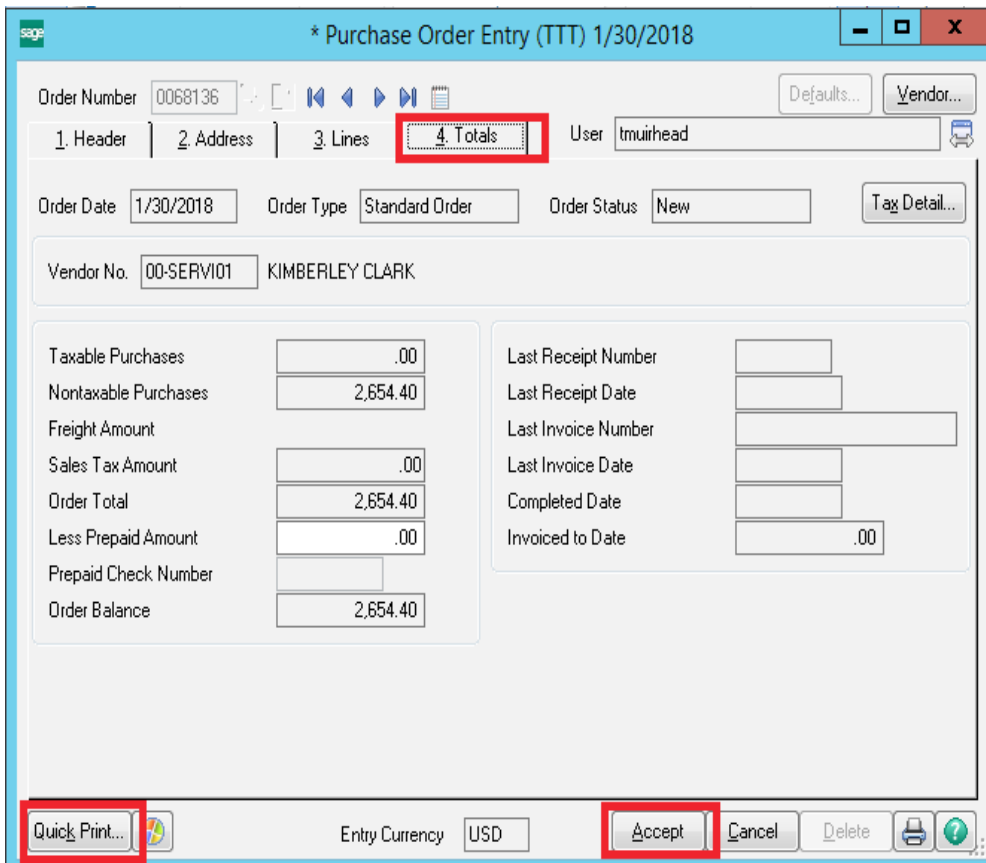 sage
* Purchase Order Entry (TTT) 1/30/2018
Order Number 0068136 Defaults... Vendor...
1. Header 2. Address 3. Lines 4. Totals User tmuirhead
Order Date 1/30/2018 Order Type Standard Order Order Status New Tax Detail...
Vendor No. 00-SERVI01 KIMBERLEY CLARK
Taxable Purchases .00 Last Receipt Number
Nontaxable Purchases 2,654.40 Last Receipt Date
Freight Amount Last Invoice Number
Sales Tax Amount .00 Last Invoice Date
Order Total 2,654.40 Completed Date
Less Prepaid Amount .00 Invoiced to Date .00
Prepaid Check Number
Order Balance 2,654.40
Quick Print... Entry Currency USD Accept Cancel Delete